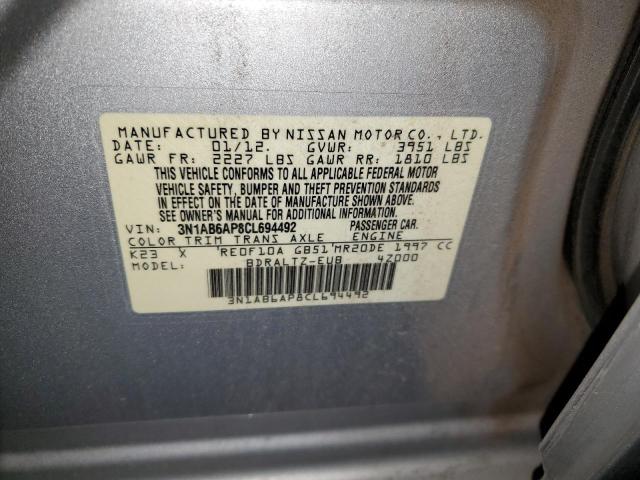 MANUFACTURED BY NISSAN MOTOR CO., LTD.
DATE: 01/12. GVWR: 3951 LBS
GAWR FR: 2227 LBS GAWR RR: 1810 LBS
THIS VEHICLE CONFORMS TO ALL APPLICABLE FEDERAL MOTOR
VEHICLE SAFETY, BUMPER AND THEFT PREVENTION STANDARDS
IN EFFECT ON THE DATE OF MANUFACTURE SHOWN ABOVE.
SEE OWNER'S MANUAL FOR ADDITIONAL INFORMATION.
VIN: 3N1AB6AP8CL694492 PASSENGER CAR.
COLOR TRIM TRANS AXLE ENGINE
K23 X RE0F10A GB51 MR20DE 1997 CC
BDRALTZ-EUB 4Z000
3N1AB6AP8CL694492